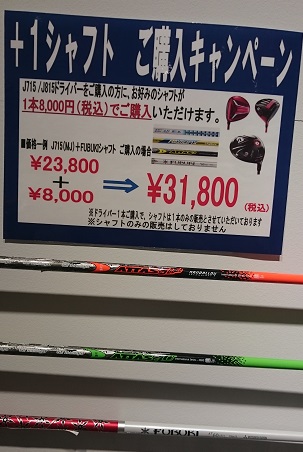 +1シャフト ご購入キャンペーン
J715 /J815ドライバーをご購入の方に、お好みのシャフトが
1本8,000円(税込)でご購入いただけます。
■価格一例 J715(MJ)+FUBUKIシャフト ご購入の場合
¥23,800
+
¥8,000
¥31,800
(税込)
※ドライバー1本ご購入で、シャフトは1本のみの販売とさせていただいております
※シャフトのみの販売はしておりません
ATTAS
ATTAS
FUBUKI